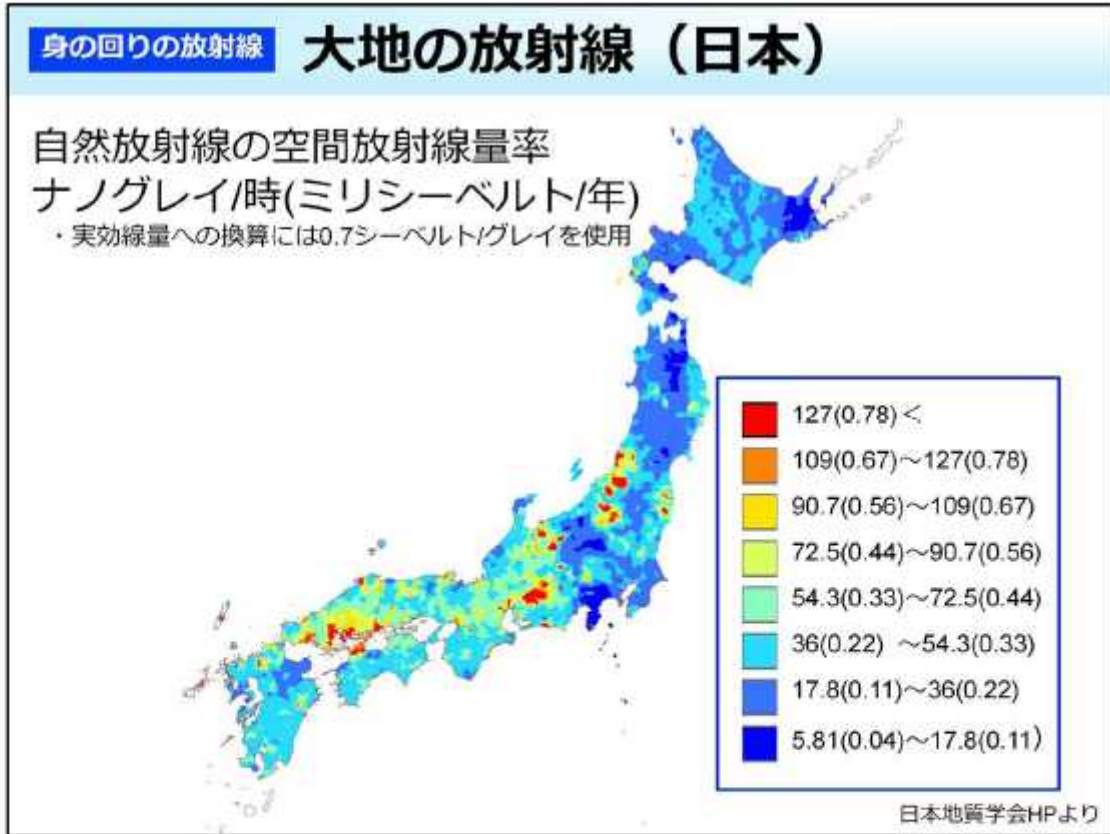 身の回りの放射線
大地の放射線（日本）
自然放射線の空間放射線量率
ナノグレイ/時(ミリシーベルト/年)
・実効線量への換算には0.7シーベルト/グレイを使用
127(0.78)＜
109(0.67)～127(0.78)
90.7(0.56)～109(0.67)
72.5(0.44)～90.7(0.56)
54.3(0.33)～72.5(0.44)
36(0.22) ～54.3(0.33)
17.8(0.11)～36(0.22)
5.81(0.04)～17.8(0.11)
日本地質学会HPより